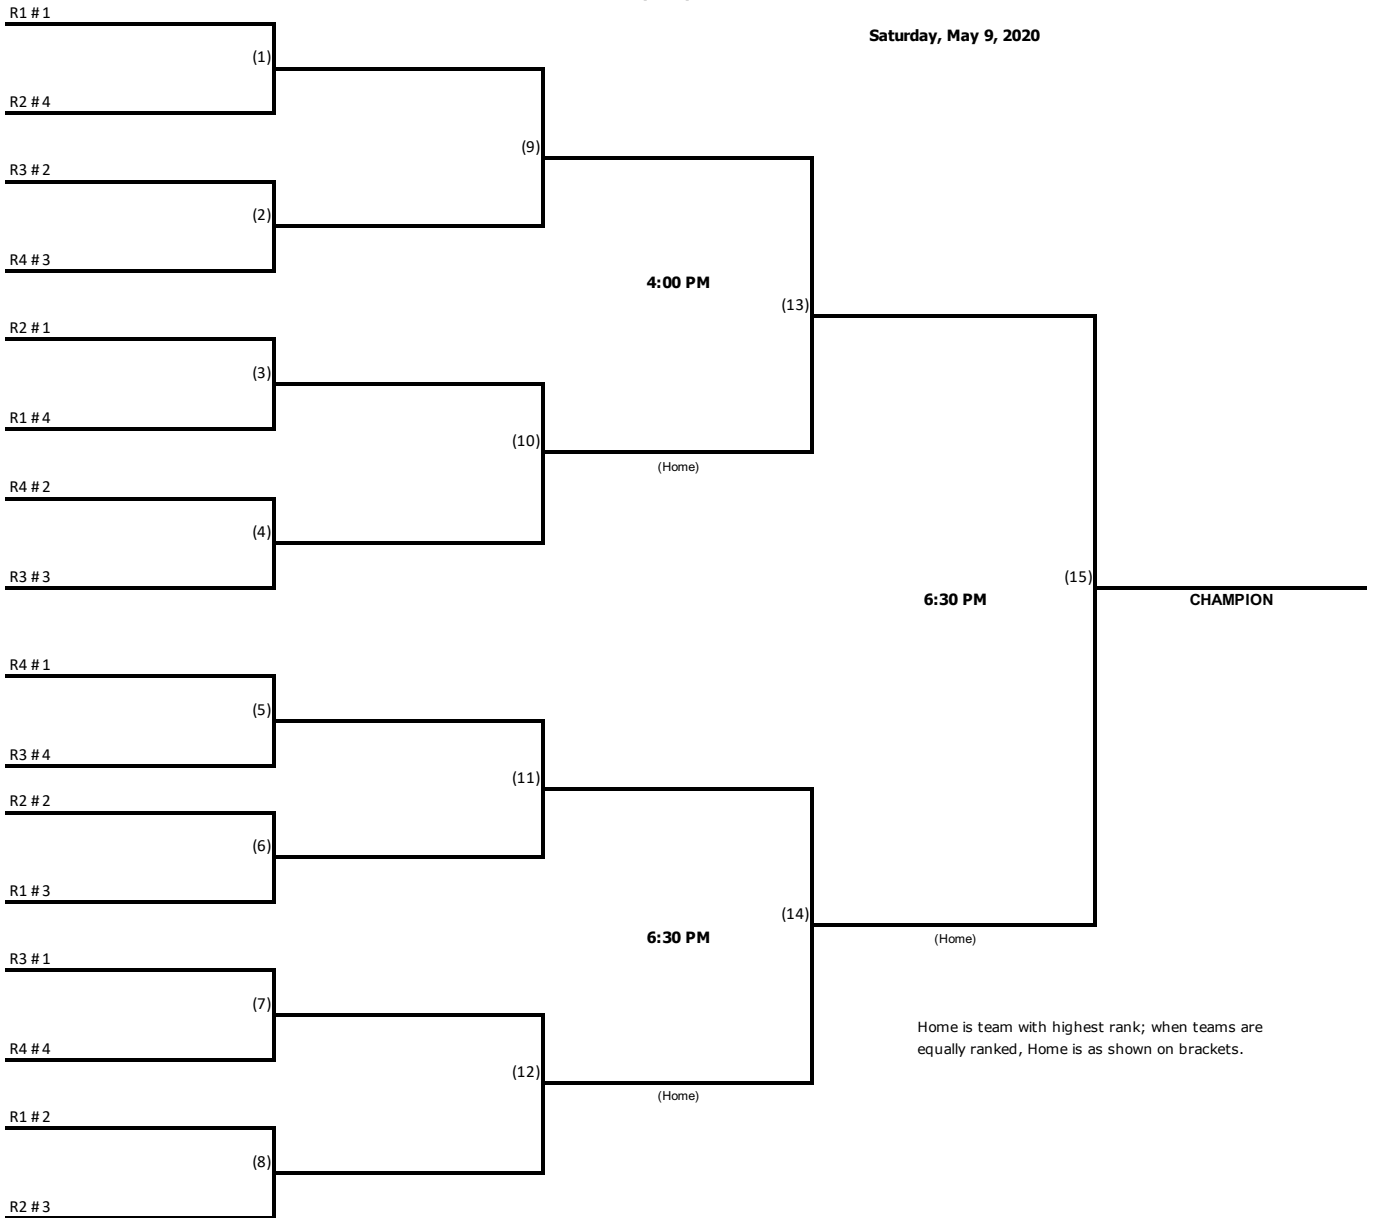 R1 #1
Saturday, May 9, 2020
(1)
R2 #4
(9)
R3 #2
(2)
R4 #3
4:00 PM
(13)
R2 #1
(3)
R1 #4
(10)
(Home)
R4 #2
(4)
R3 #3
(15)
6:30 PM
CHAMPION
R4 #1
(5)
R3 #4
(11)
R2 #2
(6)
R1 #3
(14)
6:30 PM
(Home)
R3 #1
(7)
R4 #4
Home is team with highest rank; when teams are
equally ranked, Home is as shown on brackets.
(12)
(Home)
R1 #2
(8)
R2 #3